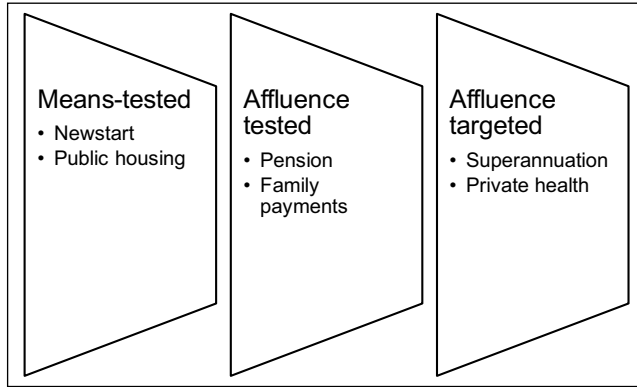 Means-tested
• Newstart
• Public housing
Affluence
tested
• Pension
• Family
payments
Affluence
targeted
• Superannuation
• Private health